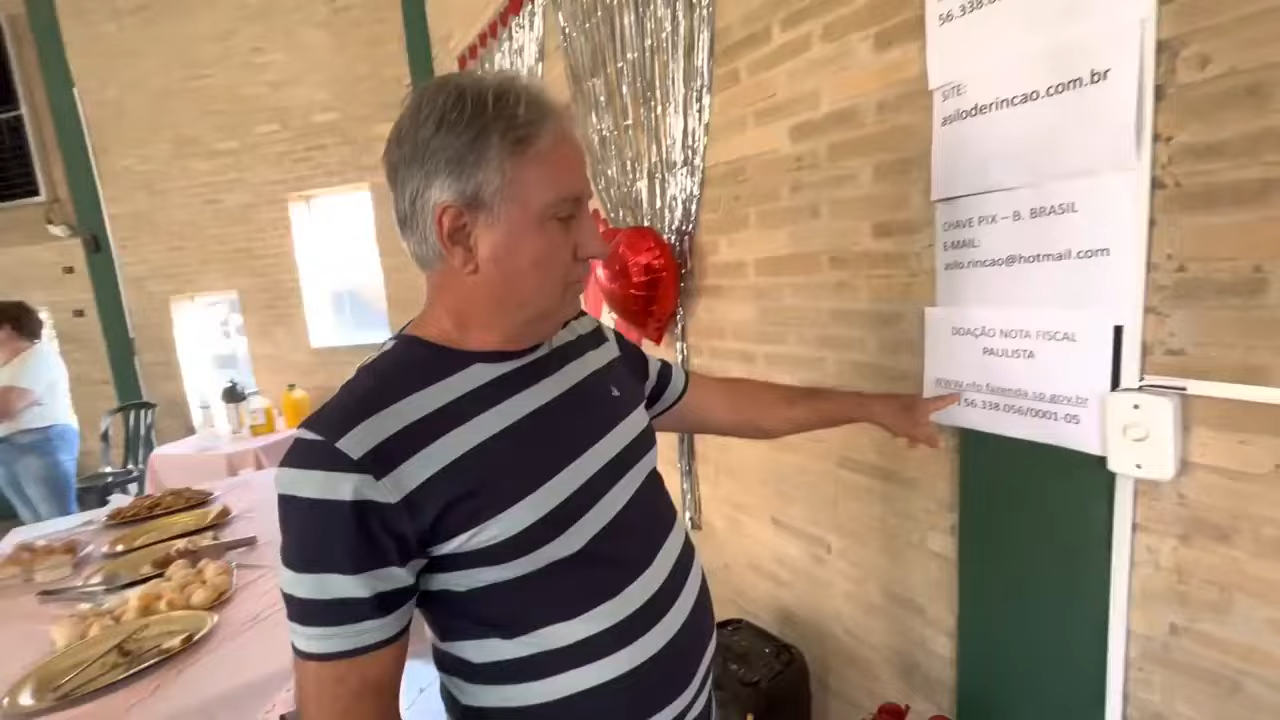 56.338.0
SITE:
asiloderincao.com.br
CHAVE PIX – B. BRASIL
E-MAIL:
asilo.rincao@hotmail.com
DOAÇÃO NOTA FISCAL
PAULISTA
WWW.nfp.fazenda.sp.gov.br
56.338.056/0001-05